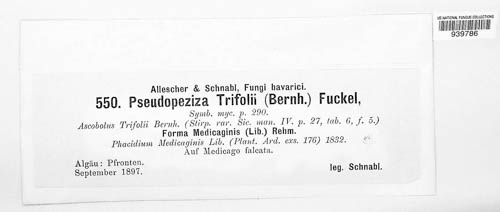 US NATIONAL FUNGUS COLLECTIONS
939786
Allescher & Schnabl, Fungi bavarici.
550. Pseudopeziza Trifolii (Bernh.) Fuckel,
Symb. myc. p. 290.
Ascobolus Trifolii Bernh. (Stirp. rar. Sic. man. IV. p. 27, tab. 6, f. 5.)
Forma Medicaginis (Lib.) Rehm.
Phacidium Medicaginis Lib. (Plant. Ard. exs. 176) 1832.
Auf Medicago falcata.
Algäu: Pfronten.
September 1897.
leg. Schnabl.